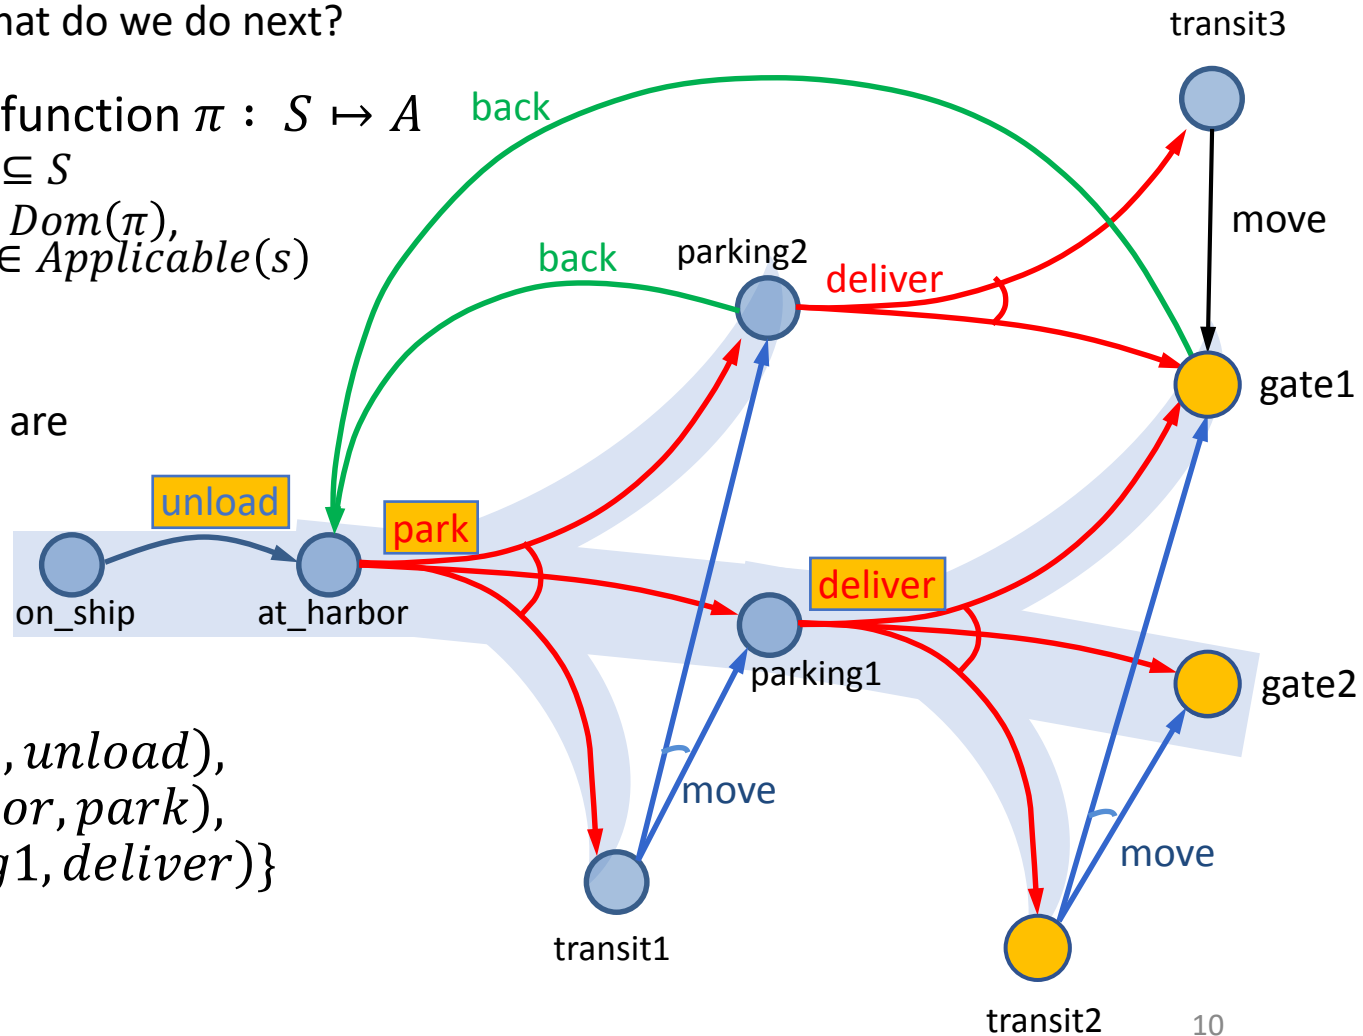 hat do we do next?
function π : S ↦ A
⊆ S
Dom(π),
∈ Applicable(s)
are
, unload),
or, park),
g1, deliver)}
transit3
back
move
parking2
back
deliver
gate1
unload
park
deliver
on_ship
at_harbor
parking1
gate2
move
move
transit1
transit2
10